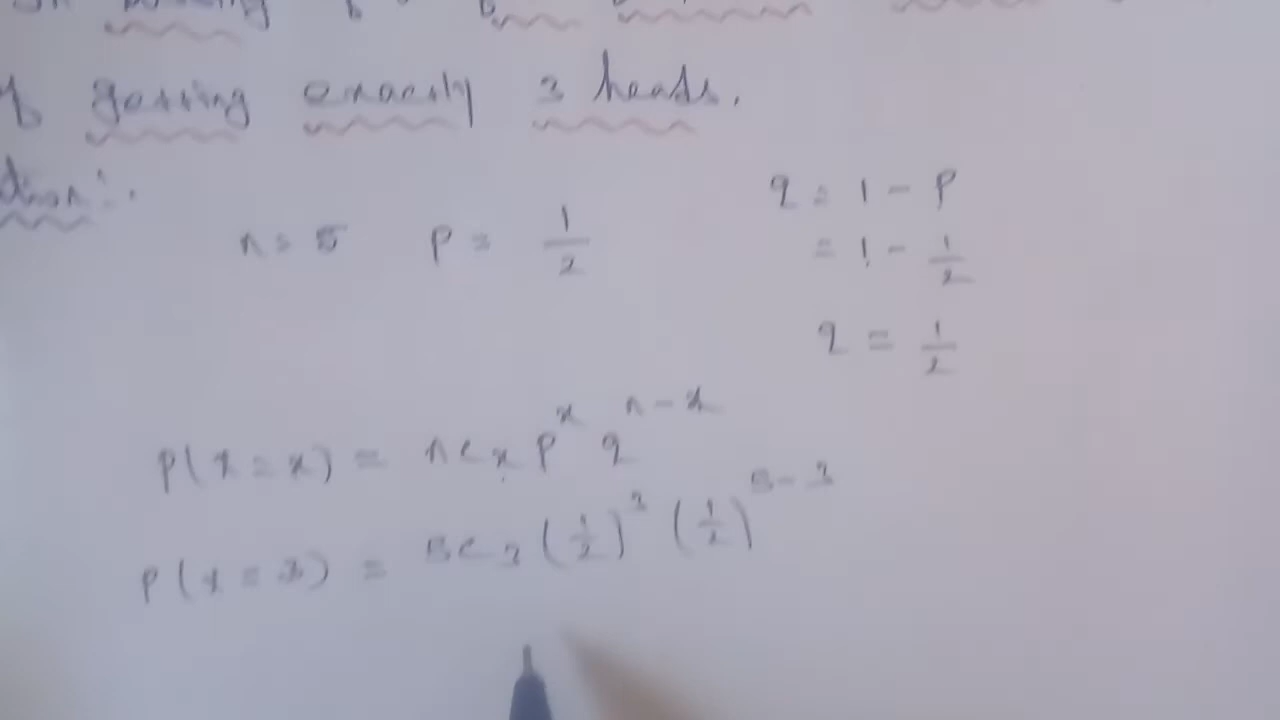 getting exactly 3 heads.
n = 5 p = 1/2 q = 1 - p
= 1 - 1/2
q = 1/2
p(x = x) = ncx p^x q^n-x
p(x = 3) = 5c3 (1/2)^3 (1/2)^5-3